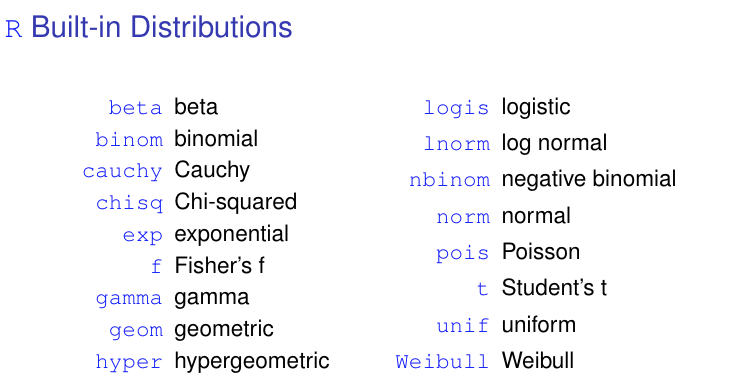 R Built-in Distributions
beta beta
binom binomial
cauchy Cauchy
chisq Chi-squared
exp exponential
f Fisher's f
gamma gamma
geom geometric
hyper hypergeometric
logis logistic
lnorm log normal
nbinom negative binomial
norm normal
pois Poisson
t Student's t
unif uniform
Weibull Weibull